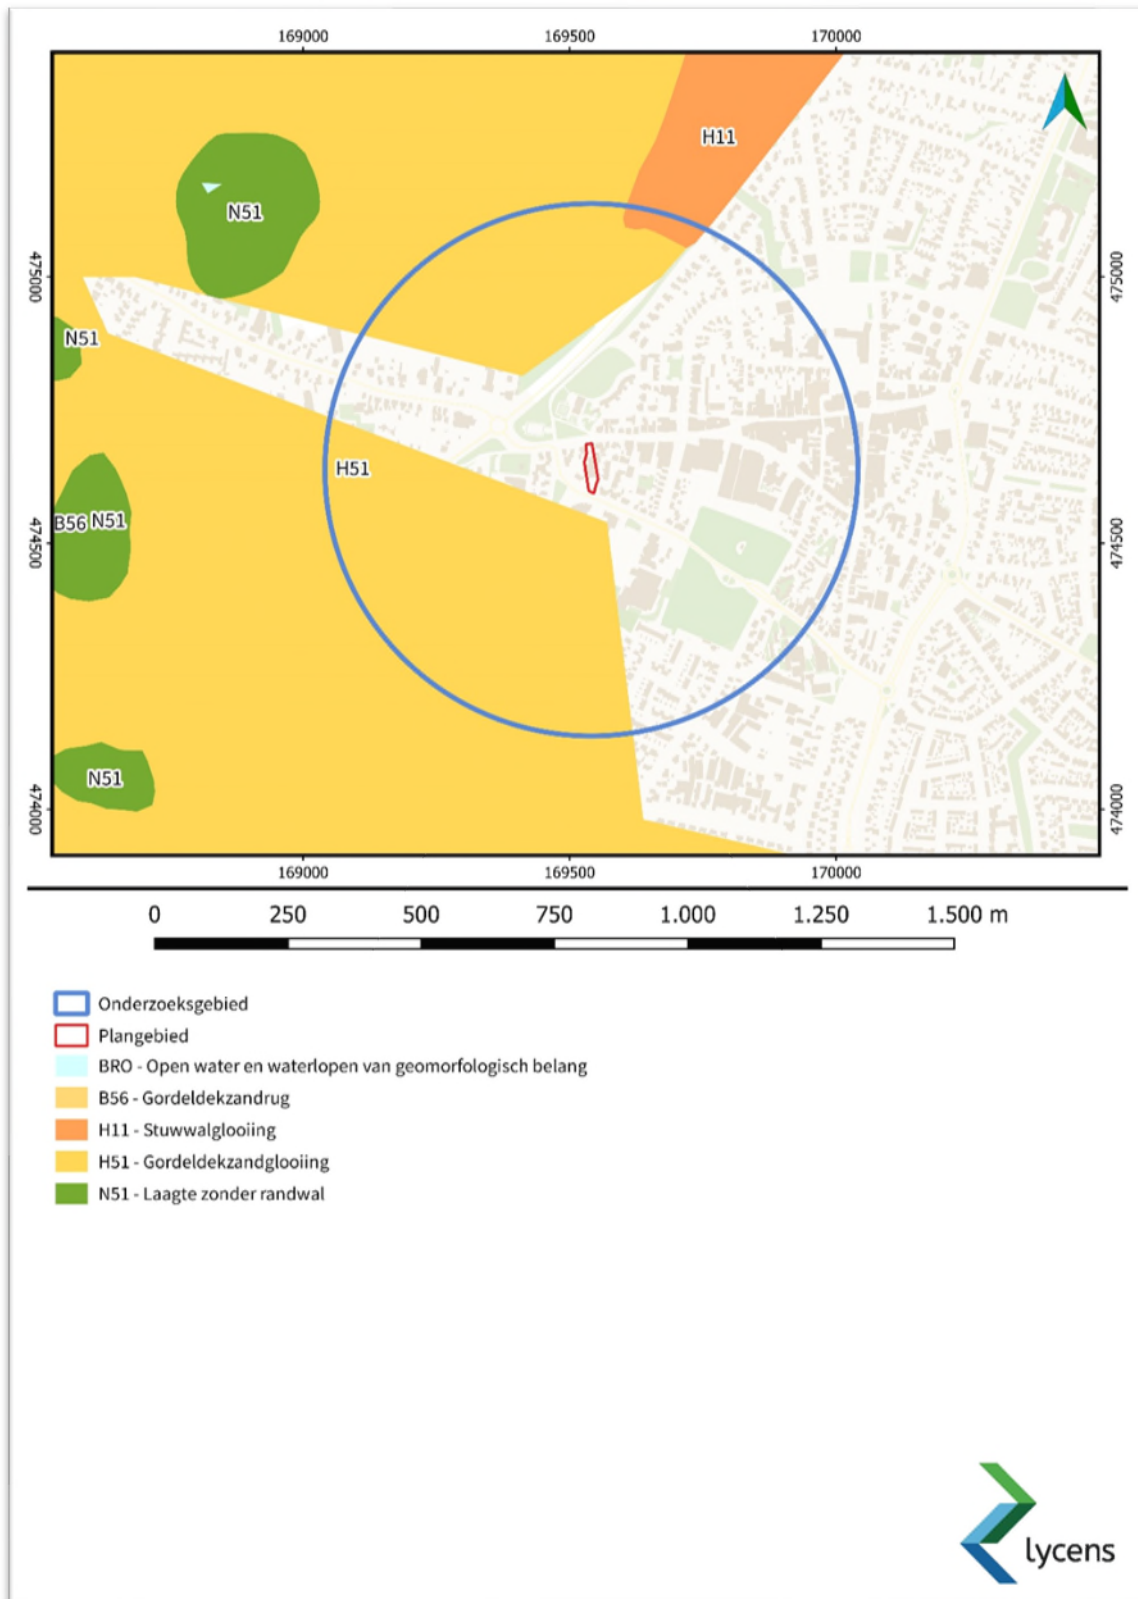 169000 169500 170000
H11
N51
475000 475000
N51
H51
B56 N51
474500 474500
N51
474000 474000
169000 169500 170000
0 250 500 750 1.000 1.250 1.500 m
Onderzoeksgebied
Plangebied
BRO - Open water en waterlopen van geomorfologisch belang
B56 - Gordeldekzandrug
H11 - Stuwwalglooiing
H51 - Gordeldekzandglooiing
N51 - Laagte zonder randwal
lycens